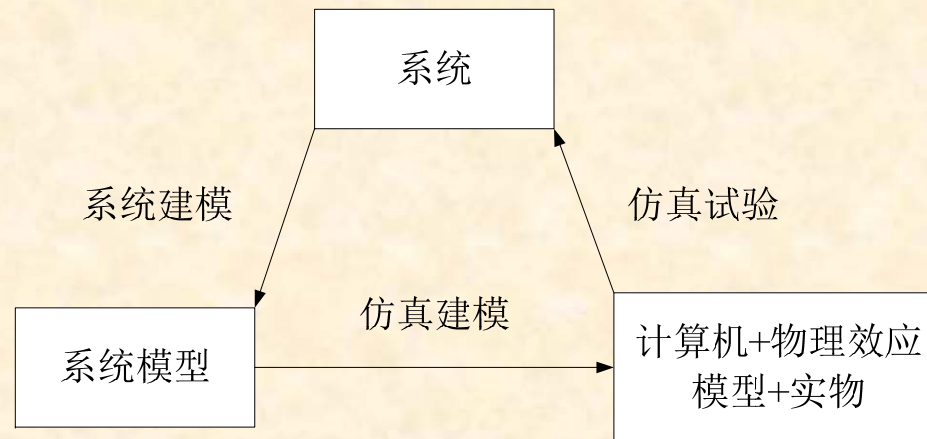 系统
系统建模
仿真试验
仿真建模
系统模型
计算机+物理效应
模型+实物